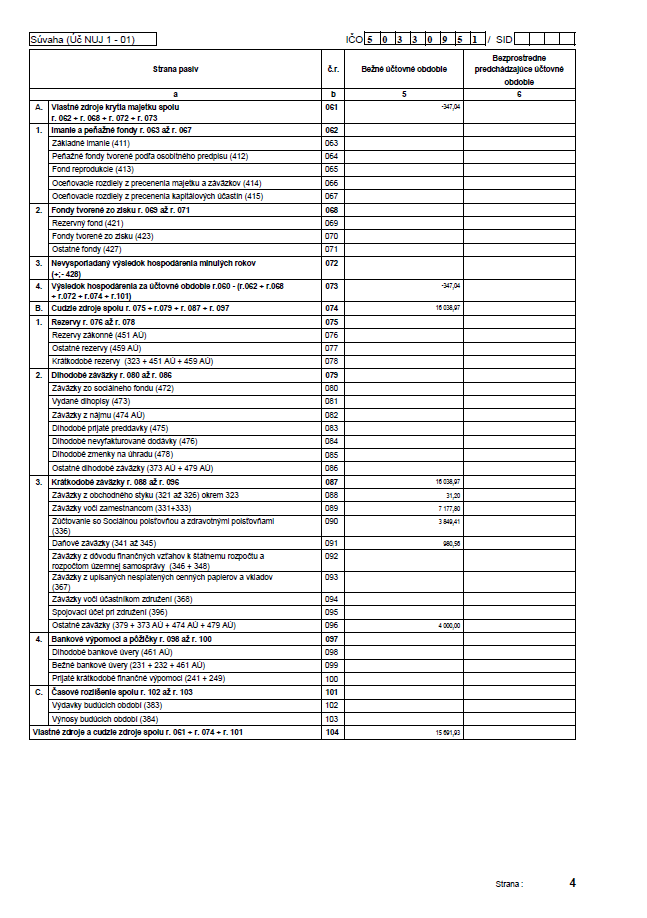 Súvaha (Úč NUJ 1 - 01)
IČO 5 0 3 3 0 9 5 1 / SID
Strana pasív č.r. Bežné účtovné obdobie Bezprostredne predchádzajúce účtovné obdobie
a b 5 6
A. Vlastné zdroje krytia majetku spolu 061 -347,04
r. 062 + r. 068 + r. 072 + r. 073
1. Imanie a peňažné fondy r. 063 až r. 067 062
Základné imanie (411) 063
Peňažné fondy tvorené podľa osobitného predpisu (412) 064
Fond reprodukcie (413) 065
Oceňovacie rozdiely z precenenia majetku a záväzkov (414) 066
Oceňovacie rozdiely z precenenia kapitálových účastín (415) 067
2. Fondy tvorené zo zisku r. 069 až r. 071 068
Rezervný fond (421) 069
Fondy tvorené zo zisku (423) 070
Ostatné fondy (427) 071
3. Nevysporiadaný výsledok hospodárenia minulých rokov 072
(+;- 428)
4. Výsledok hospodárenia za účtovné obdobie r.060 - (r.062 + r.068 073 -347,04
+ r.072 + r.074 + r.101)
B. Cudzie zdroje spolu r. 075 + r.079 + r. 087 + r. 097 074 16 038,97
1. Rezervy r. 076 až r. 078 075
Rezervy zákonné (451 AÚ) 076
Ostatné rezervy (459 AÚ) 077
Krátkodobé rezervy (323 + 451 AÚ + 459 AÚ) 078
2. Dlhodobé záväzky r. 080 až r. 086 079
Záväzky zo sociálneho fondu (472) 080
Vydané dlhopisy (473) 081
Záväzky z nájmu (474 AÚ) 082
Dlhodobé prijaté preddavky (475) 083
Dlhodobé nevyfakturované dodávky (476) 084
Dlhodobé zmenky na úhradu (478) 085
Ostatné dlhodobé záväzky (373 AÚ + 479 AÚ) 086
3. Krátkodobé záväzky r. 088 až r. 096 087 16 038,97
Záväzky z obchodného styku (321 až 326) okrem 323 088 31,20
Záväzky voči zamestnancom (331+333) 089 7 177,80
Zúčtovanie so Sociálnou poisťovňou a zdravotnými poisťovňami 090 3 849,41
(336)
Daňové záväzky (341 až 345) 091 980,56
Záväzky z dôvodu finančných vzťahov k štátnemu rozpočtu a 092
rozpočtom územnej samosprávy (346 + 348)
Záväzky z upísaných nesplatených cenných papierov a vkladov 093
(367)
Záväzky voči účastníkom združení (368) 094
Spojovací účet pri združení (396) 095
Ostatné záväzky (379 + 373 AÚ + 474 AÚ + 479 AÚ) 096 4 000,00
4. Bankové výpomoci a pôžičky r. 098 až r. 100 097
Dlhodobé bankové úvery (461 AÚ) 098
Bežné bankové úvery (231 + 232 + 461 AÚ) 099
Prijaté krátkodobé finančné výpomoci (241 + 249) 100
C. Časové rozlíšenie spolu r. 102 až r. 103 101
Výdavky budúcich období (383) 102
Výnosy budúcich období (384) 103
Vlastné zdroje a cudzie zdroje spolu r. 061 + r. 074 + r. 101 104 15 691,93
Strana : 4